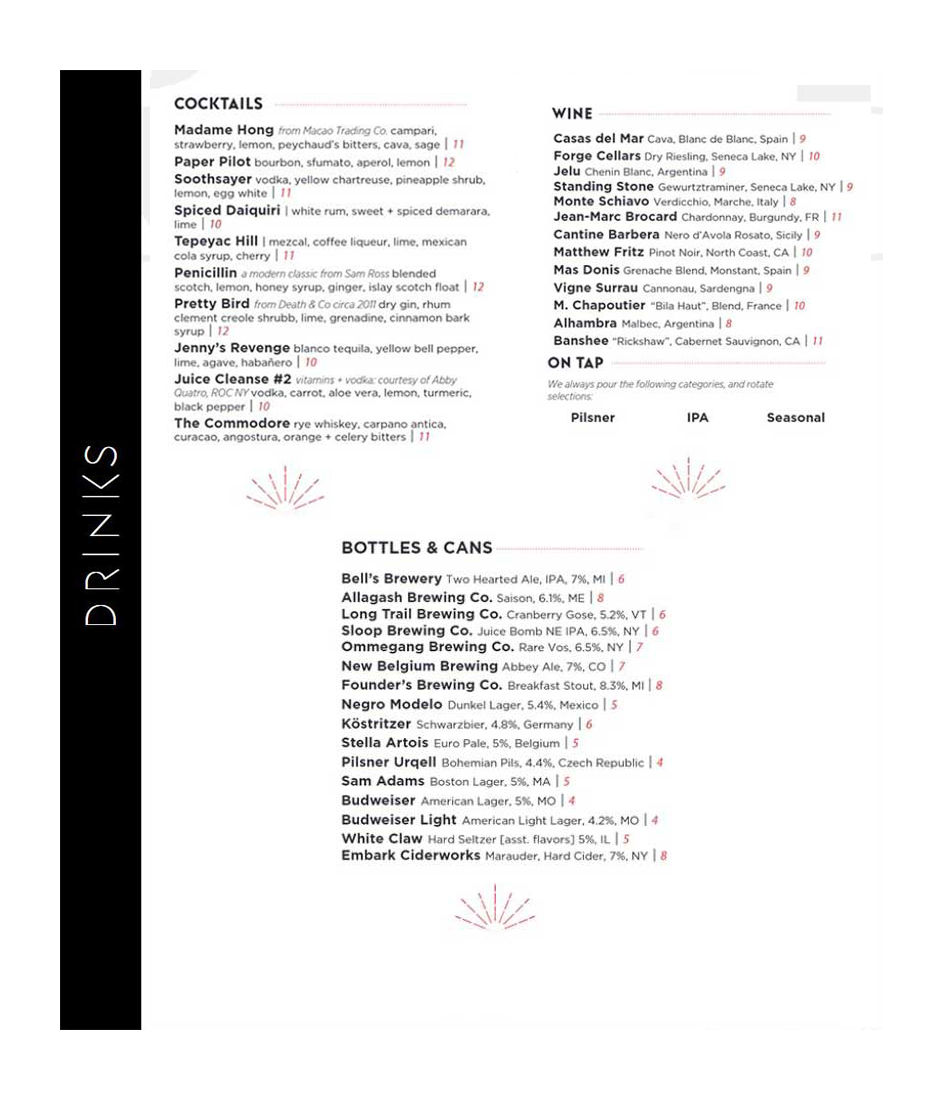 DRINKS
COCKTAILS
Madame Hong from Macao Trading Co. campari,
strawberry, lemon, peychaud's bitters, cava, sage | 11
Paper Pilot bourbon, sfumato, aperol, lemon | 12
Soothsayer vodka, yellow chartreuse, pineapple shrub,
lemon, egg white | 11
Spiced Daiquiri | white rum, sweet + spiced demarara,
lime | 10
Tepeyac Hill | mezcal, coffee liqueur, lime, mexican
cola syrup, cherry | 11
Penicillin a modern classic from Sam Ross blended
scotch, lemon, honey syrup, ginger, islay scotch float | 12
Pretty Bird from Death & Co circa 2011 dry gin, rhum
clement creole shrubb, lime, grenadine, cinnamon bark
syrup | 12
Jenny's Revenge blanco tequila, yellow bell pepper,
lime, agave, habañero | 10
Juice Cleanse #2 vitamins + vodka: courtesy of Abby
Quatro, ROC NY vodka, carrot, aloe vera, lemon, turmeric,
black pepper | 10
The Commodore rye whiskey, carpano antica,
curacao, angostura, orange + celery bitters | 11
WINE
Casas del Mar Cava, Blanc de Blanc, Spain | 9
Forge Cellars Dry Riesling, Seneca Lake, NY | 10
Jelu Chenin Blanc, Argentina | 9
Standing Stone Gewurtztraminer, Seneca Lake, NY | 9
Monte Schiavo Verdicchio, Marche, Italy | 8
Jean-Marc Brocard Chardonnay, Burgundy, FR | 11
Cantine Barbera Nero d'Avola Rosato, Sicily | 9
Matthew Fritz Pinot Noir, North Coast, CA | 10
Mas Donis Grenache Blend, Monstant, Spain | 9
Vigne Surrau Cannonau, Sardengna | 9
M. Chapoutier "Bila Haut", Blend, France | 10
Alhambra Malbec, Argentina | 8
Banshee "Rickshaw", Cabernet Sauvignon, CA | 11
ON TAP
We always pour the following categories, and rotate
selections:
Pilsner IPA Seasonal
BOTTLES & CANS
Bell's Brewery Two Hearted Ale, IPA, 7%, MI | 6
Allagash Brewing Co. Saison, 6.1%, ME | 8
Long Trail Brewing Co. Cranberry Gose, 5.2%, VT | 6
Sloop Brewing Co. Juice Bomb NE IPA, 6.5%, NY | 6
Ommegang Brewing Co. Rare Vos, 6.5%, NY | 7
New Belgium Brewing Abbey Ale, 7%, CO | 7
Founder's Brewing Co. Breakfast Stout, 8.3%, MI | 8
Negro Modelo Dunkel Lager, 5.4%, Mexico | 5
Köstritzer Schwarzbier, 4.8%, Germany | 6
Stella Artois Euro Pale, 5%, Belgium | 5
Pilsner Urqell Bohemian Pils, 4.4%, Czech Republic | 4
Sam Adams Boston Lager, 5%, MA | 5
Budweiser American Lager, 5%, MO | 4
Budweiser Light American Light Lager, 4.2%, MO | 4
White Claw Hard Seltzer [asst. flavors] 5%, IL | 5
Embark Ciderworks Marauder, Hard Cider, 7%, NY | 8